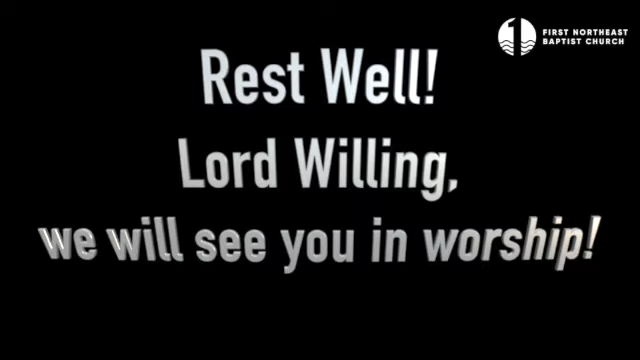 FIRST NORTHEAST
BAPTIST CHURCH
Rest Well!
Lord Willing,
we will see you in worship!